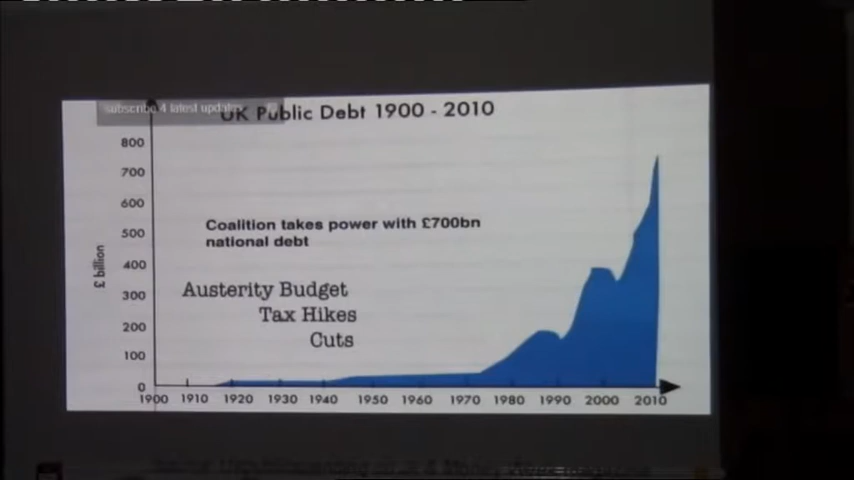 subscribe 4 latest updates
UK Public Debt 1900 - 2010
800
700
600
500
400
300
200
100
0
£ billion
Coalition takes power with £700bn
national debt
Austerity Budget
Tax Hikes
Cuts
1900 1910 1920 1930 1940 1950 1960 1970 1980 1990 2000 2010